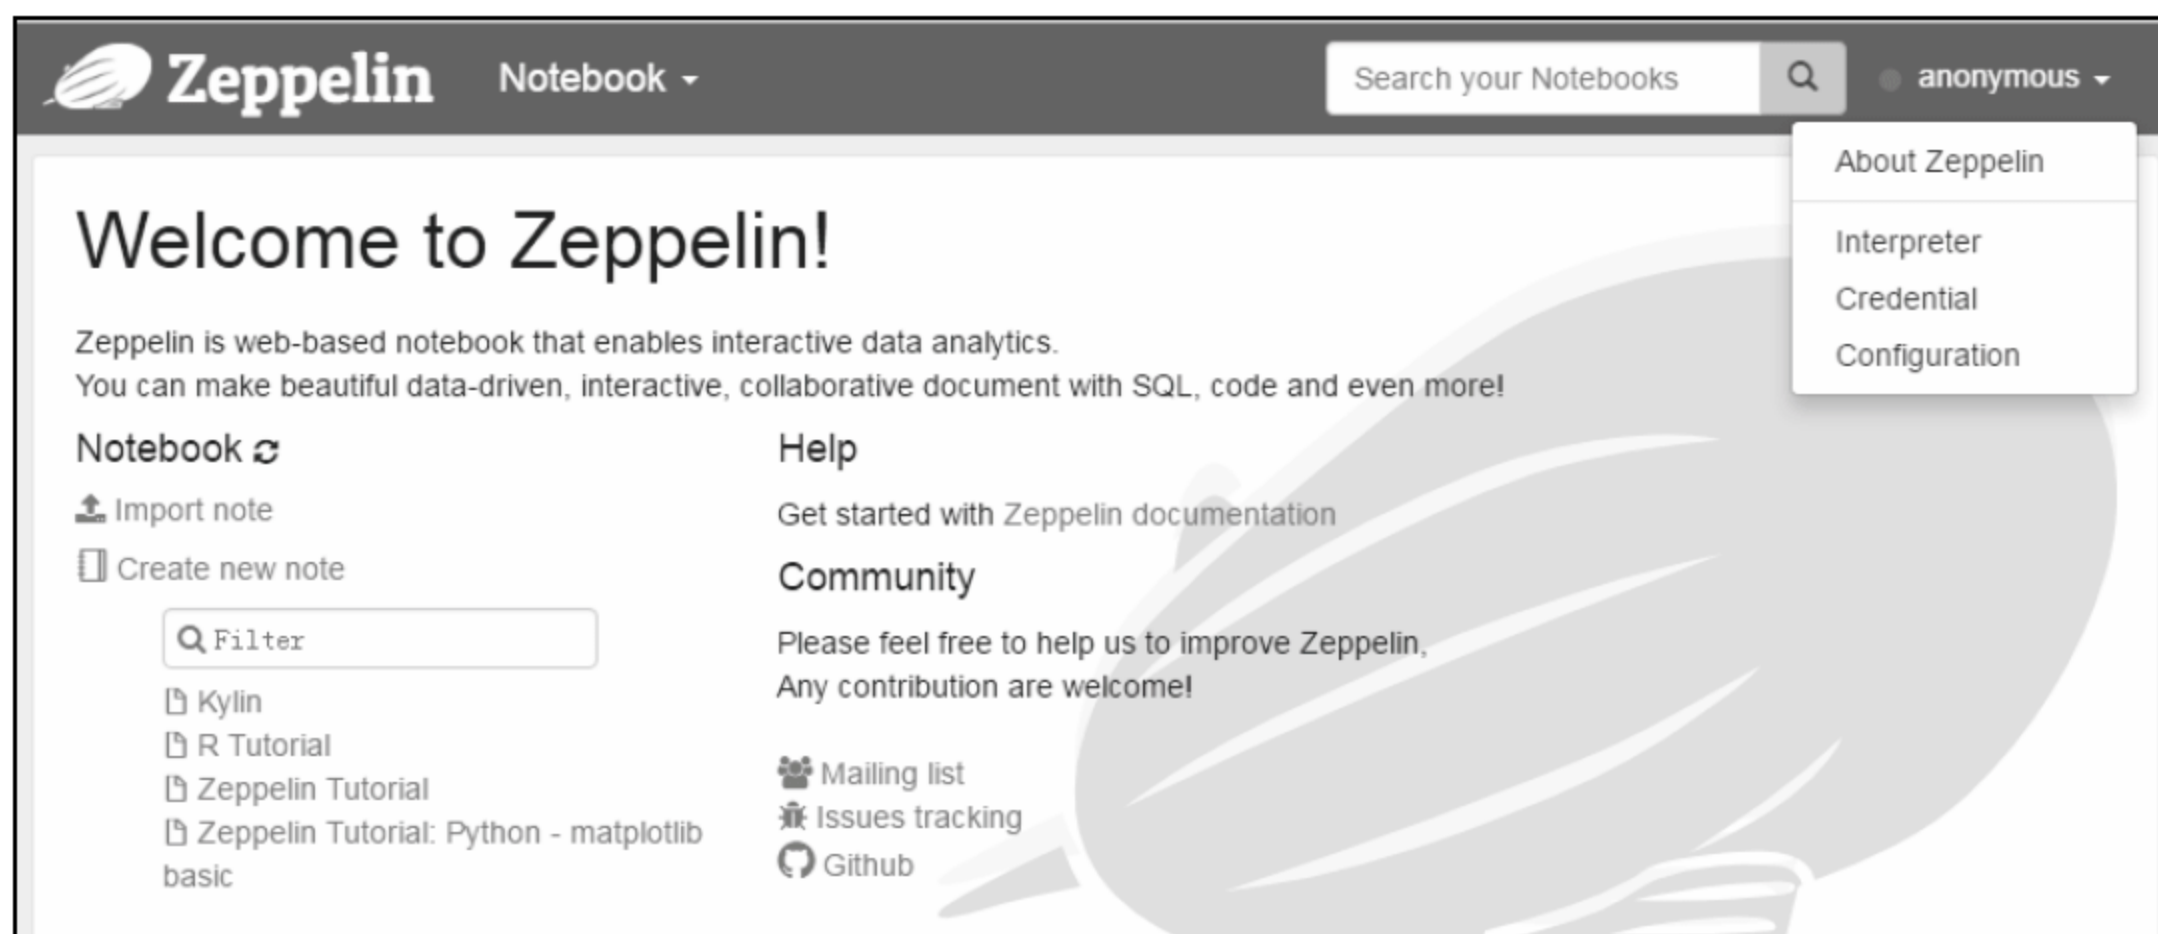 Zeppelin Notebook Search your Notebooks anonymous
About Zeppelin
Interpreter
Credential
Configuration
Welcome to Zeppelin!
Zeppelin is web-based notebook that enables interactive data analytics.
You can make beautiful data-driven, interactive, collaborative document with SQL, code and even more!
Notebook
Import note
Create new note
Filter
Kylin
R Tutorial
Zeppelin Tutorial
Zeppelin Tutorial: Python - matplotlib
basic
Help
Get started with Zeppelin documentation
Community
Please feel free to help us to improve Zeppelin,
Any contribution are welcome!
Mailing list
Issues tracking
Github